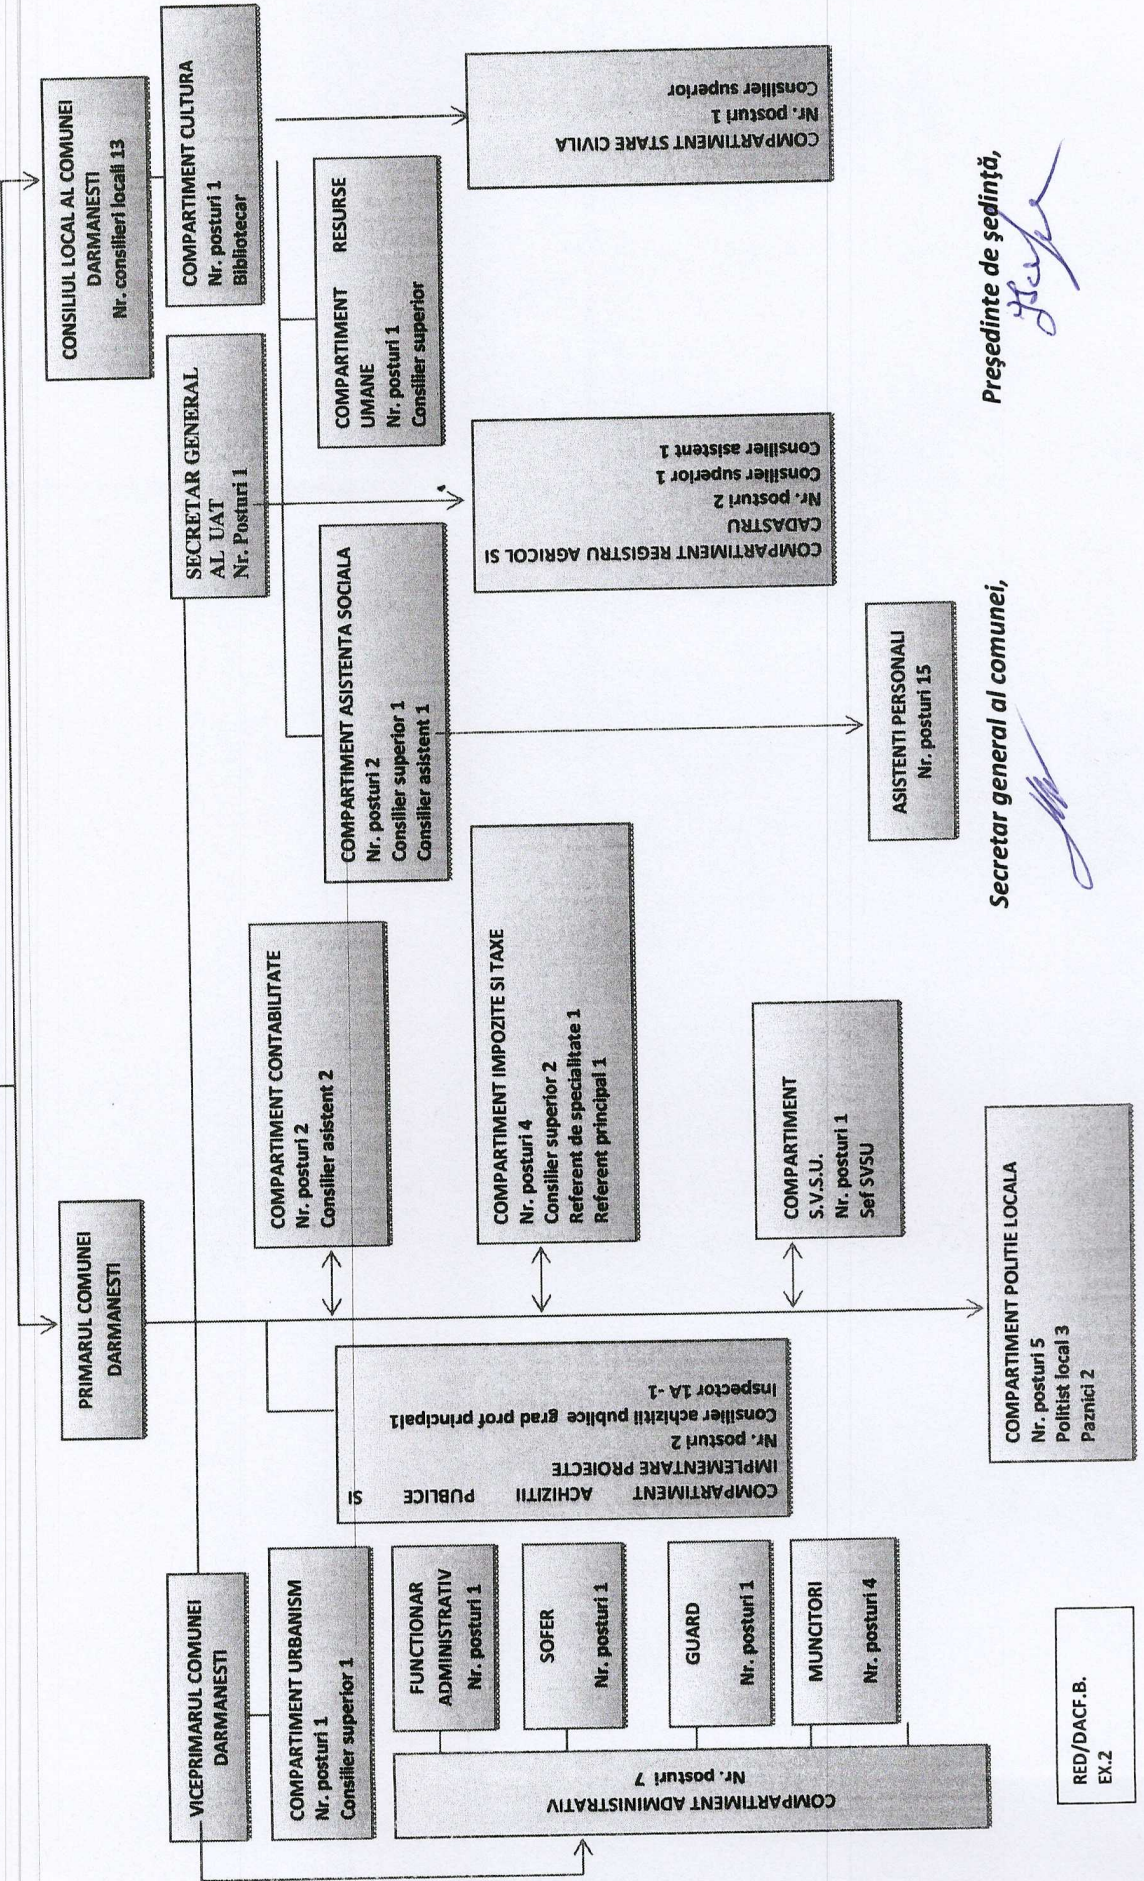 CONSILIUL LOCAL AL COMUNEI
DARMANESTI
Nr. consilieri locali 13
PRIMARUL COMUNEI
DARMANESTI
VICEPRIMARUL COMUNEI
DARMANESTI
SECRETAR GENERAL
AL UAT
Nr. Posturi 1
COMPARTIMENT CULTURA
Nr. posturi 1
Bibliotecar
COMPARTIMENT URBANISM
Nr. posturi 1
Consilier superior 1
COMPARTIMENT CONTABILITATE
Nr. posturi 2
Consilier asistent 2
COMPARTIMENT ASISTENTA SOCIALA
Nr. posturi 2
Consilier superior 1
Consilier asistent 1
COMPARTIMENT RESURSE
UMANE
Nr. posturi 1
Consilier superior
COMPARTIMENT ACHIZITII PUBLICE SI
IMPLEMENTARE PROIECTE
Nr. posturi 2
Consilier achizitii publice grad prof principal1
Inspector 1A -1
COMPARTIMENT ADMINISTRATIV
Nr. posturi 7
FUNCTIONAR
ADMINISTRATIV
Nr. posturi 1
SOFER
Nr. posturi 1
GUARD
Nr. posturi 1
MUNCITORI
Nr. posturi 4
COMPARTIMENT IMPOZITE SI TAXE
Nr. posturi 4
Consilier superior 2
Referent de specialitate 1
Referent principal 1
COMPARTIMENT REGISTRU AGRICOL SI
CADASTRU
Nr. posturi 2
Consilier superior 1
Consilier asistent 1
COMPARTIMENT STARE CIVILA
Nr. posturi 1
Consilier superior
COMPARTIMENT
S.V.S.U.
Nr. posturi 1
Sef SVSU
ASISTENTI PERSONALI
Nr. posturi 15
COMPARTIMENT POLITIE LOCALA
Nr. posturi 5
Politist local 3
Paznici 2
Secretar general al comunei,
Președinte de ședință,
RED/DACF.B.
EX.2